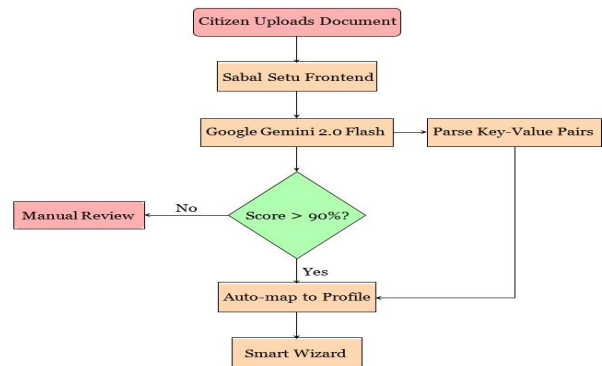 Citizen Uploads Document
Sabal Setu Frontend
Google Gemini 2.0 Flash
Parse Key-Value Pairs
Score > 90%?
No
Manual Review
Yes
Auto-map to Profile
Smart Wizard